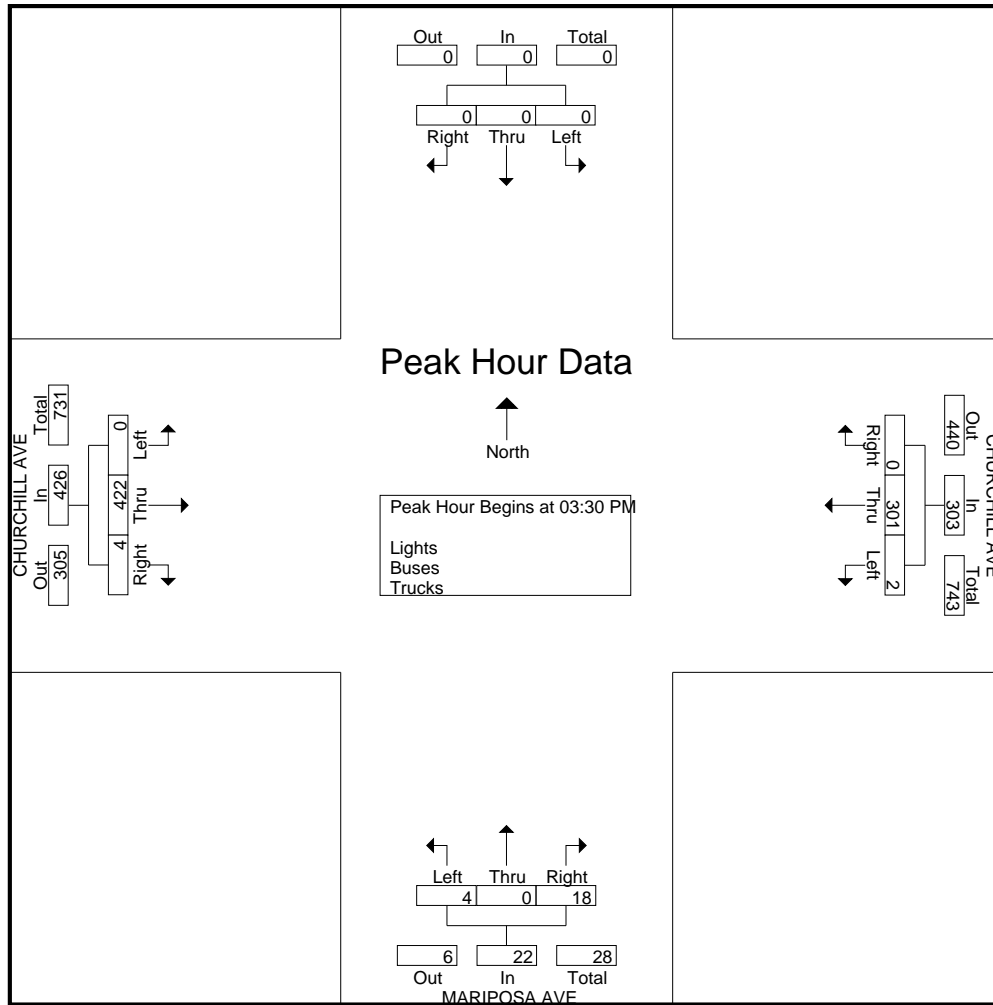 Out In Total
0 0 0
0 0 0
Right Thru Left
Peak Hour Data
North
Peak Hour Begins at 03:30 PM
Lights
Buses
Trucks
CHURCHILL AVE
Out In Total
305 426 731
4 422 0
Right Thru Left
CHURCHILL AVE
Out In Total
440 303 743
0 301 2
Right Thru Left
Left Thru Right
4 0 18
6 22 28
Out In Total
MARIPOSA AVE